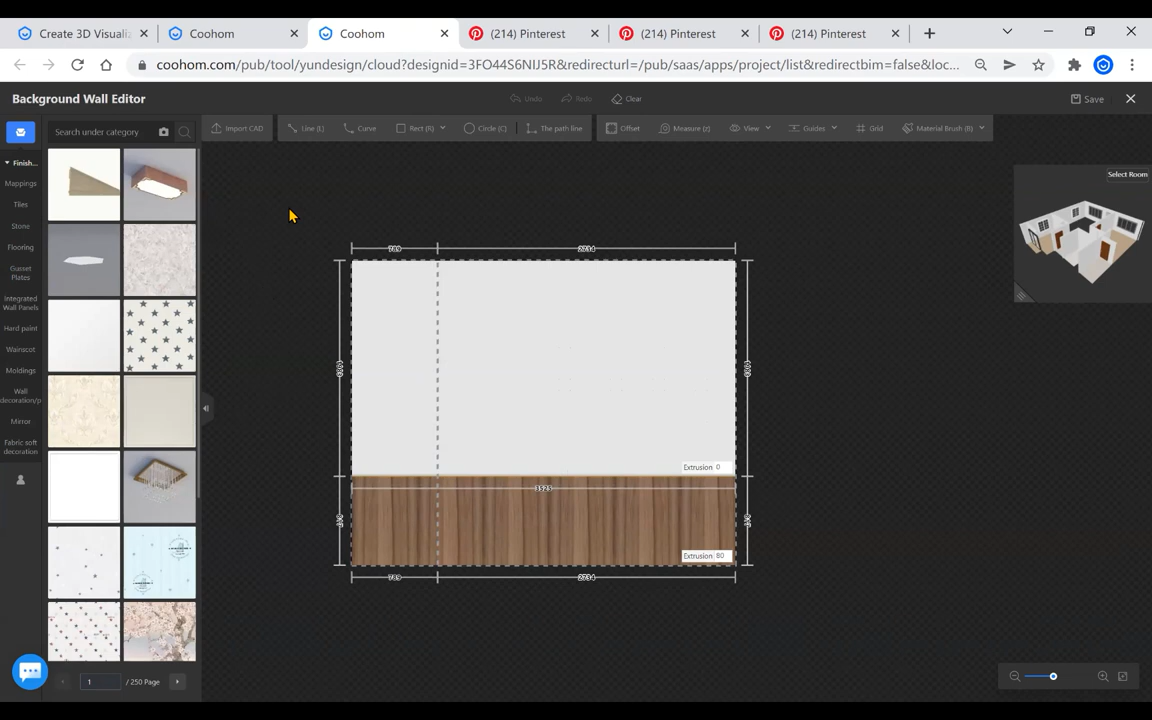 Create 3D Visualiz
Coohom
Coohom
(214) Pinterest
(214) Pinterest
(214) Pinterest
coohom.com/pub/tool/yundesign/cloud?designid=3FO44S6NIJ5R&redirecturl=/pub/saas/apps/project/list&redirectbim=false&loc...
Background Wall Editor
Undo
Redo
Clear
Save
Search under category
Import CAD
Line (L)
Curve
Rect (R)
Circle (C)
The path line
Offset
Measure (z)
View
Guides
Grid
Material Brush (B)
Finish...
Mappings
Tiles
Stone
Flooring
Gusset
Plates
Integrated
Wall Panels
Hard paint
Wainscot
Moldings
Wall
decoration/p
Mirror
Fabric soft
decoration
Select Room
789
2734
Extrusion 0
3525
Extrusion 80
789
2734
1
/ 250 Page